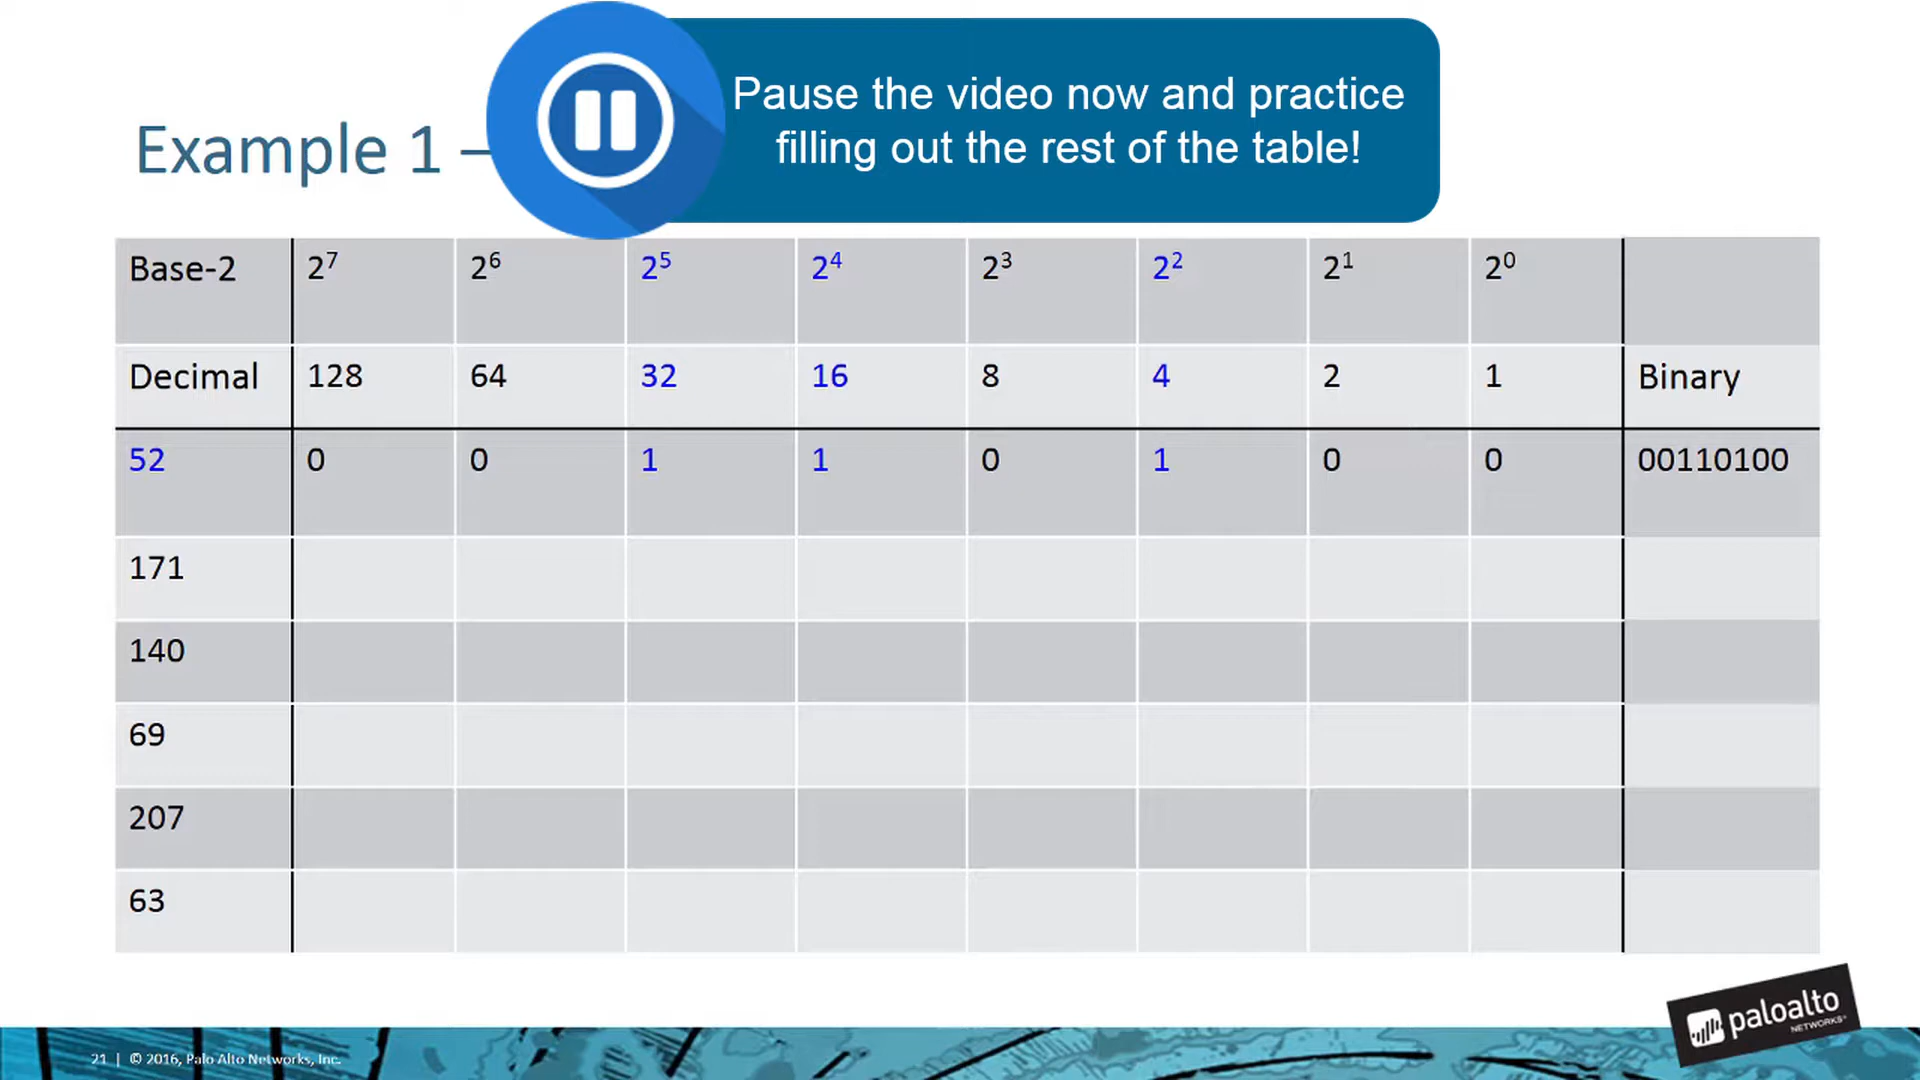 Pause the video now and practice
filling out the rest of the table!
Example 1 –
Base-2 2⁷ 2⁶ 2⁵ 2⁴ 2³ 2² 2¹ 2⁰
Decimal 128 64 32 16 8 4 2 1 Binary
52 0 0 1 1 0 1 0 0 00110100
171
140
69
207
63
paloalto
NETWORKS
21 | © 2016, Palo Alto Networks, Inc.